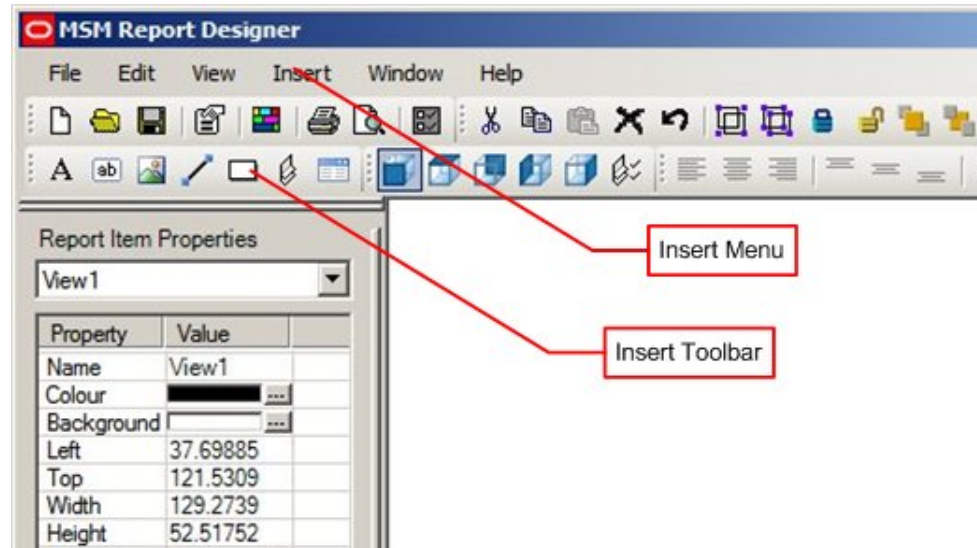 MSM Report Designer
File Edit View Insert Window Help
A ab
Report Item Properties
View1
Property Value
Name View1
Colour ...
Background ...
Left 37.69885
Top 121.5309
Width 129.2739
Height 52.51752
Insert Menu
Insert Toolbar